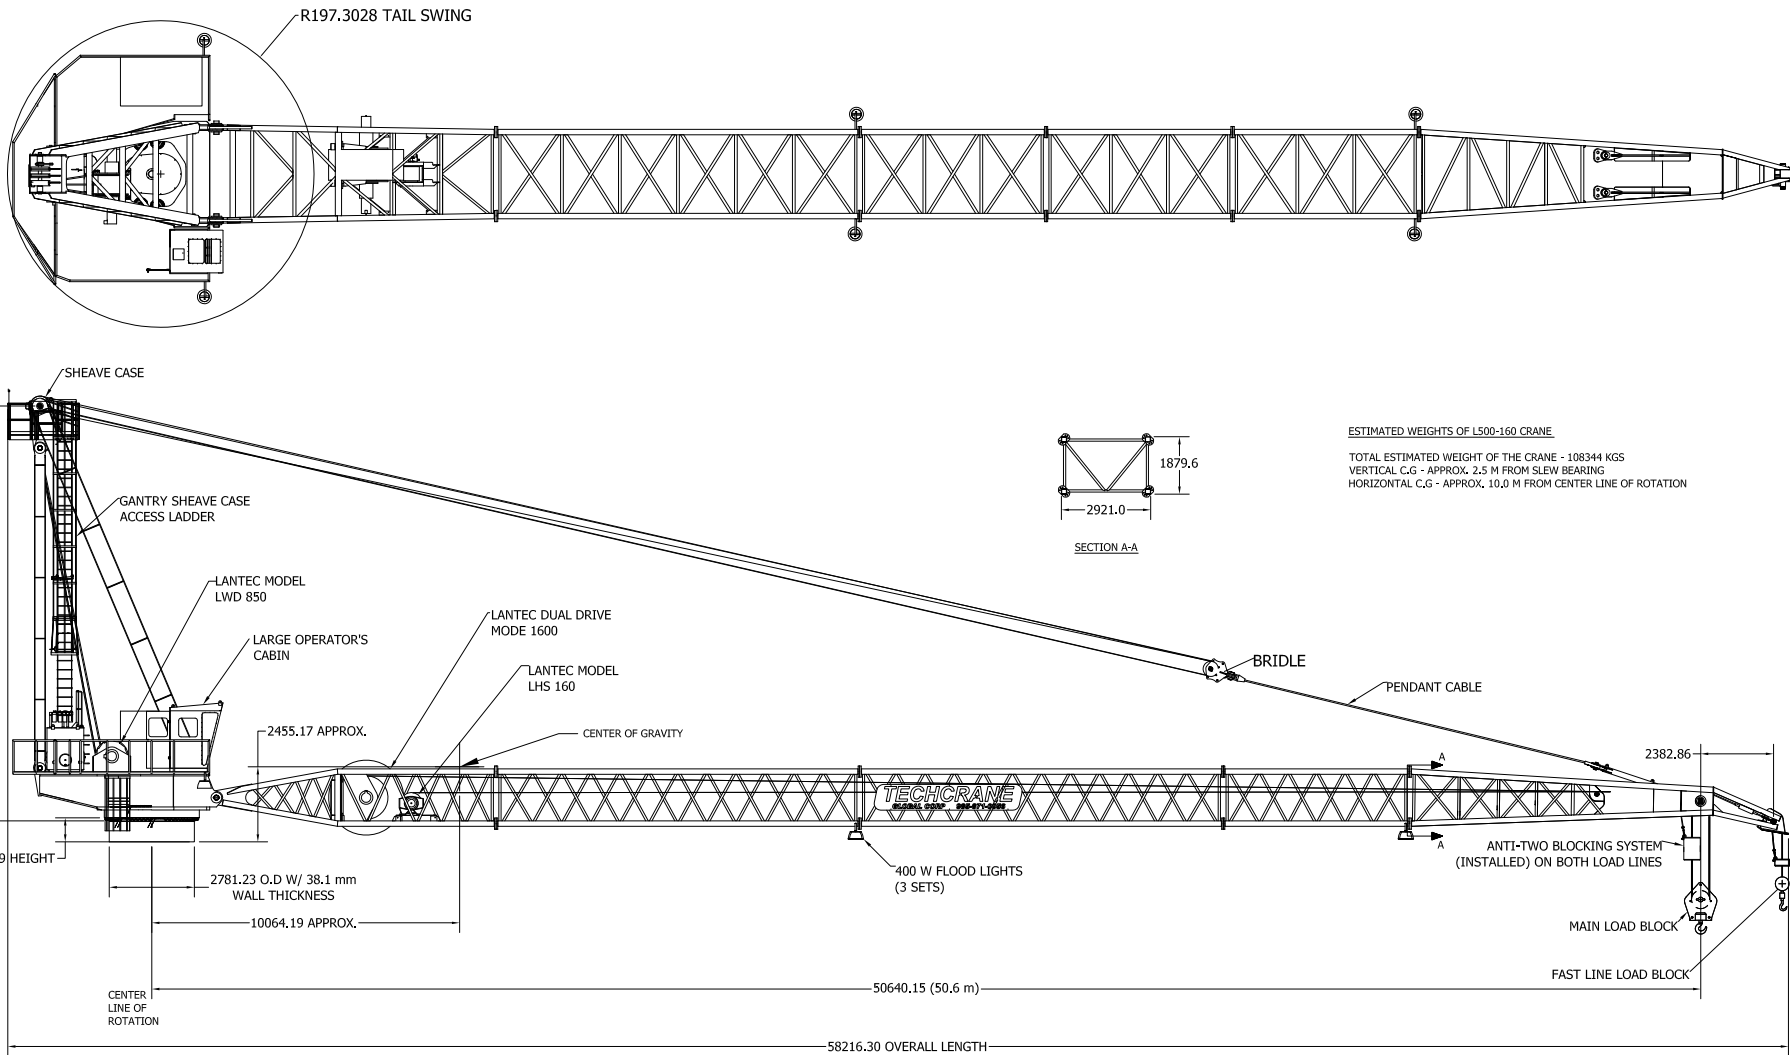 R197.3028 TAIL SWING
SHEAVE CASE
GANTRY SHEAVE CASE
ACCESS LADDER
LANTEC MODEL
LWD 850
LARGE OPERATOR'S
CABIN
LANTEC DUAL DRIVE
MODE 1600
LANTEC MODEL
LHS 160
2455.17 APPROX.
CENTER OF GRAVITY
1879.6
2921.0
SECTION A-A
ESTIMATED WEIGHTS OF L500-160 CRANE
TOTAL ESTIMATED WEIGHT OF THE CRANE - 108344 KGS
VERTICAL C.G - APPROX. 2.5 M FROM SLEW BEARING
HORIZONTAL C.G - APPROX. 10.0 M FROM CENTER LINE OF ROTATION
BRIDLE
PENDANT CABLE
2382.86
A
TECHCRANE
GLOBAL CORP
A
9 HEIGHT
2781.23 O.D W/ 38.1 mm
WALL THICKNESS
10064.19 APPROX.
400 W FLOOD LIGHTS
(3 SETS)
ANTI-TWO BLOCKING SYSTEM
(INSTALLED) ON BOTH LOAD LINES
MAIN LOAD BLOCK
FAST LINE LOAD BLOCK
CENTER
LINE OF
ROTATION
50640.15 (50.6 m)
58216.30 OVERALL LENGTH